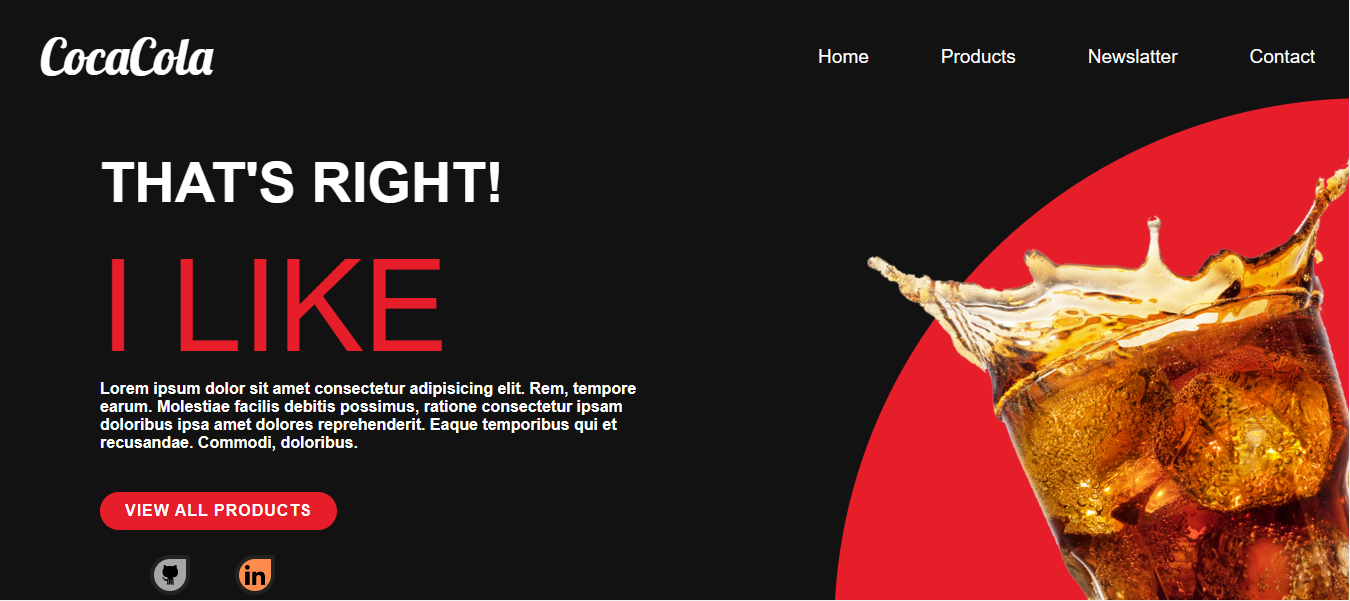 CocaCola
Home Products Newslatter Contact
THAT'S RIGHT!
I LIKE
Lorem ipsum dolor sit amet consectetur adipisicing elit. Rem, tempore
earum. Molestiae facilis debitis possimus, ratione consectetur ipsam
doloribus ipsa amet dolores reprehenderit. Eaque temporibus qui et
recusandae. Commodi, doloribus.
VIEW ALL PRODUCTS
in